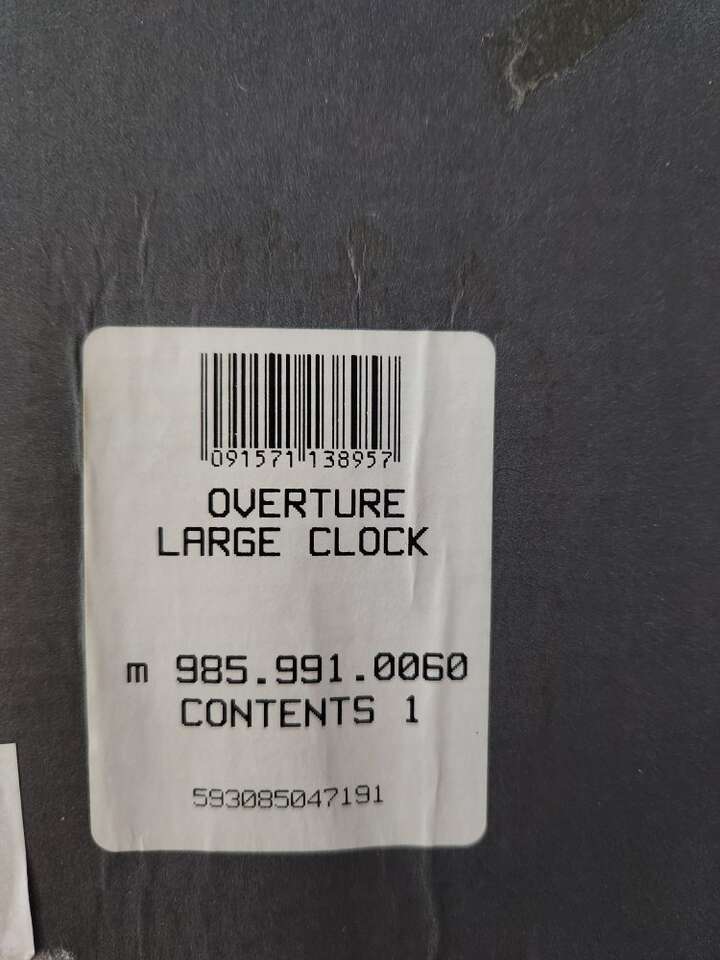 091571 138957
OVERTURE
LARGE CLOCK
m 985.991.0060
CONTENTS 1
593085047191